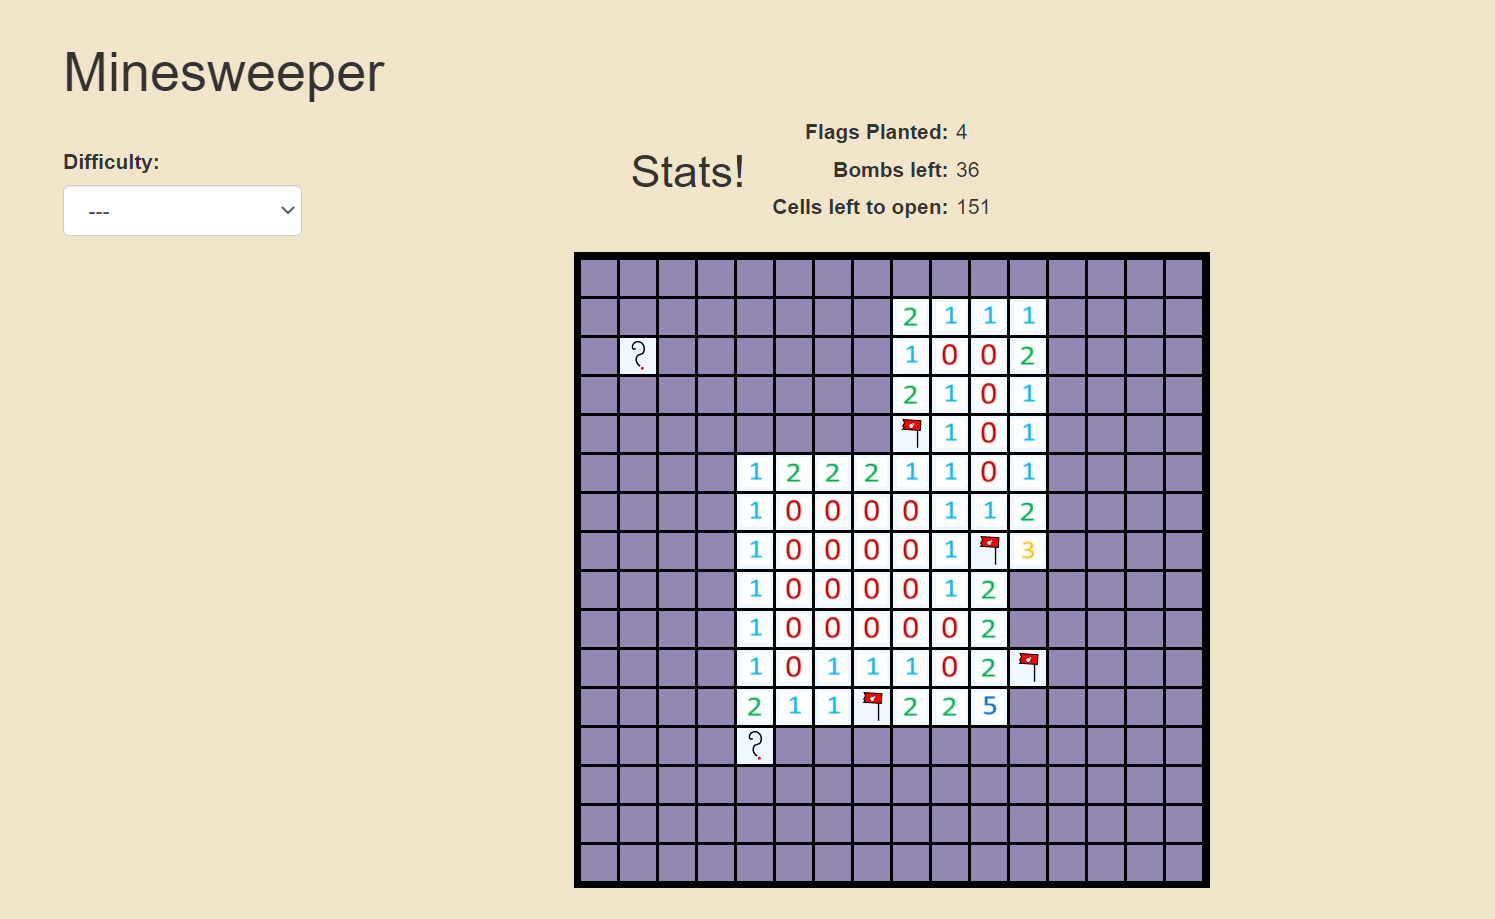 Minesweeper
Difficulty:
---
Stats!
Flags Planted: 4
Bombs left: 36
Cells left to open: 151
2 1 1 1
? 1 0 0 2
2 1 0 1
1 0 1
1 2 2 2 1 1 0 1
1 0 0 0 0 1 1 2
1 0 0 0 0 1 3
1 0 0 0 0 1 2
1 0 0 0 0 0 2
1 0 1 1 1 0 2
2 1 1 2 2 5
?